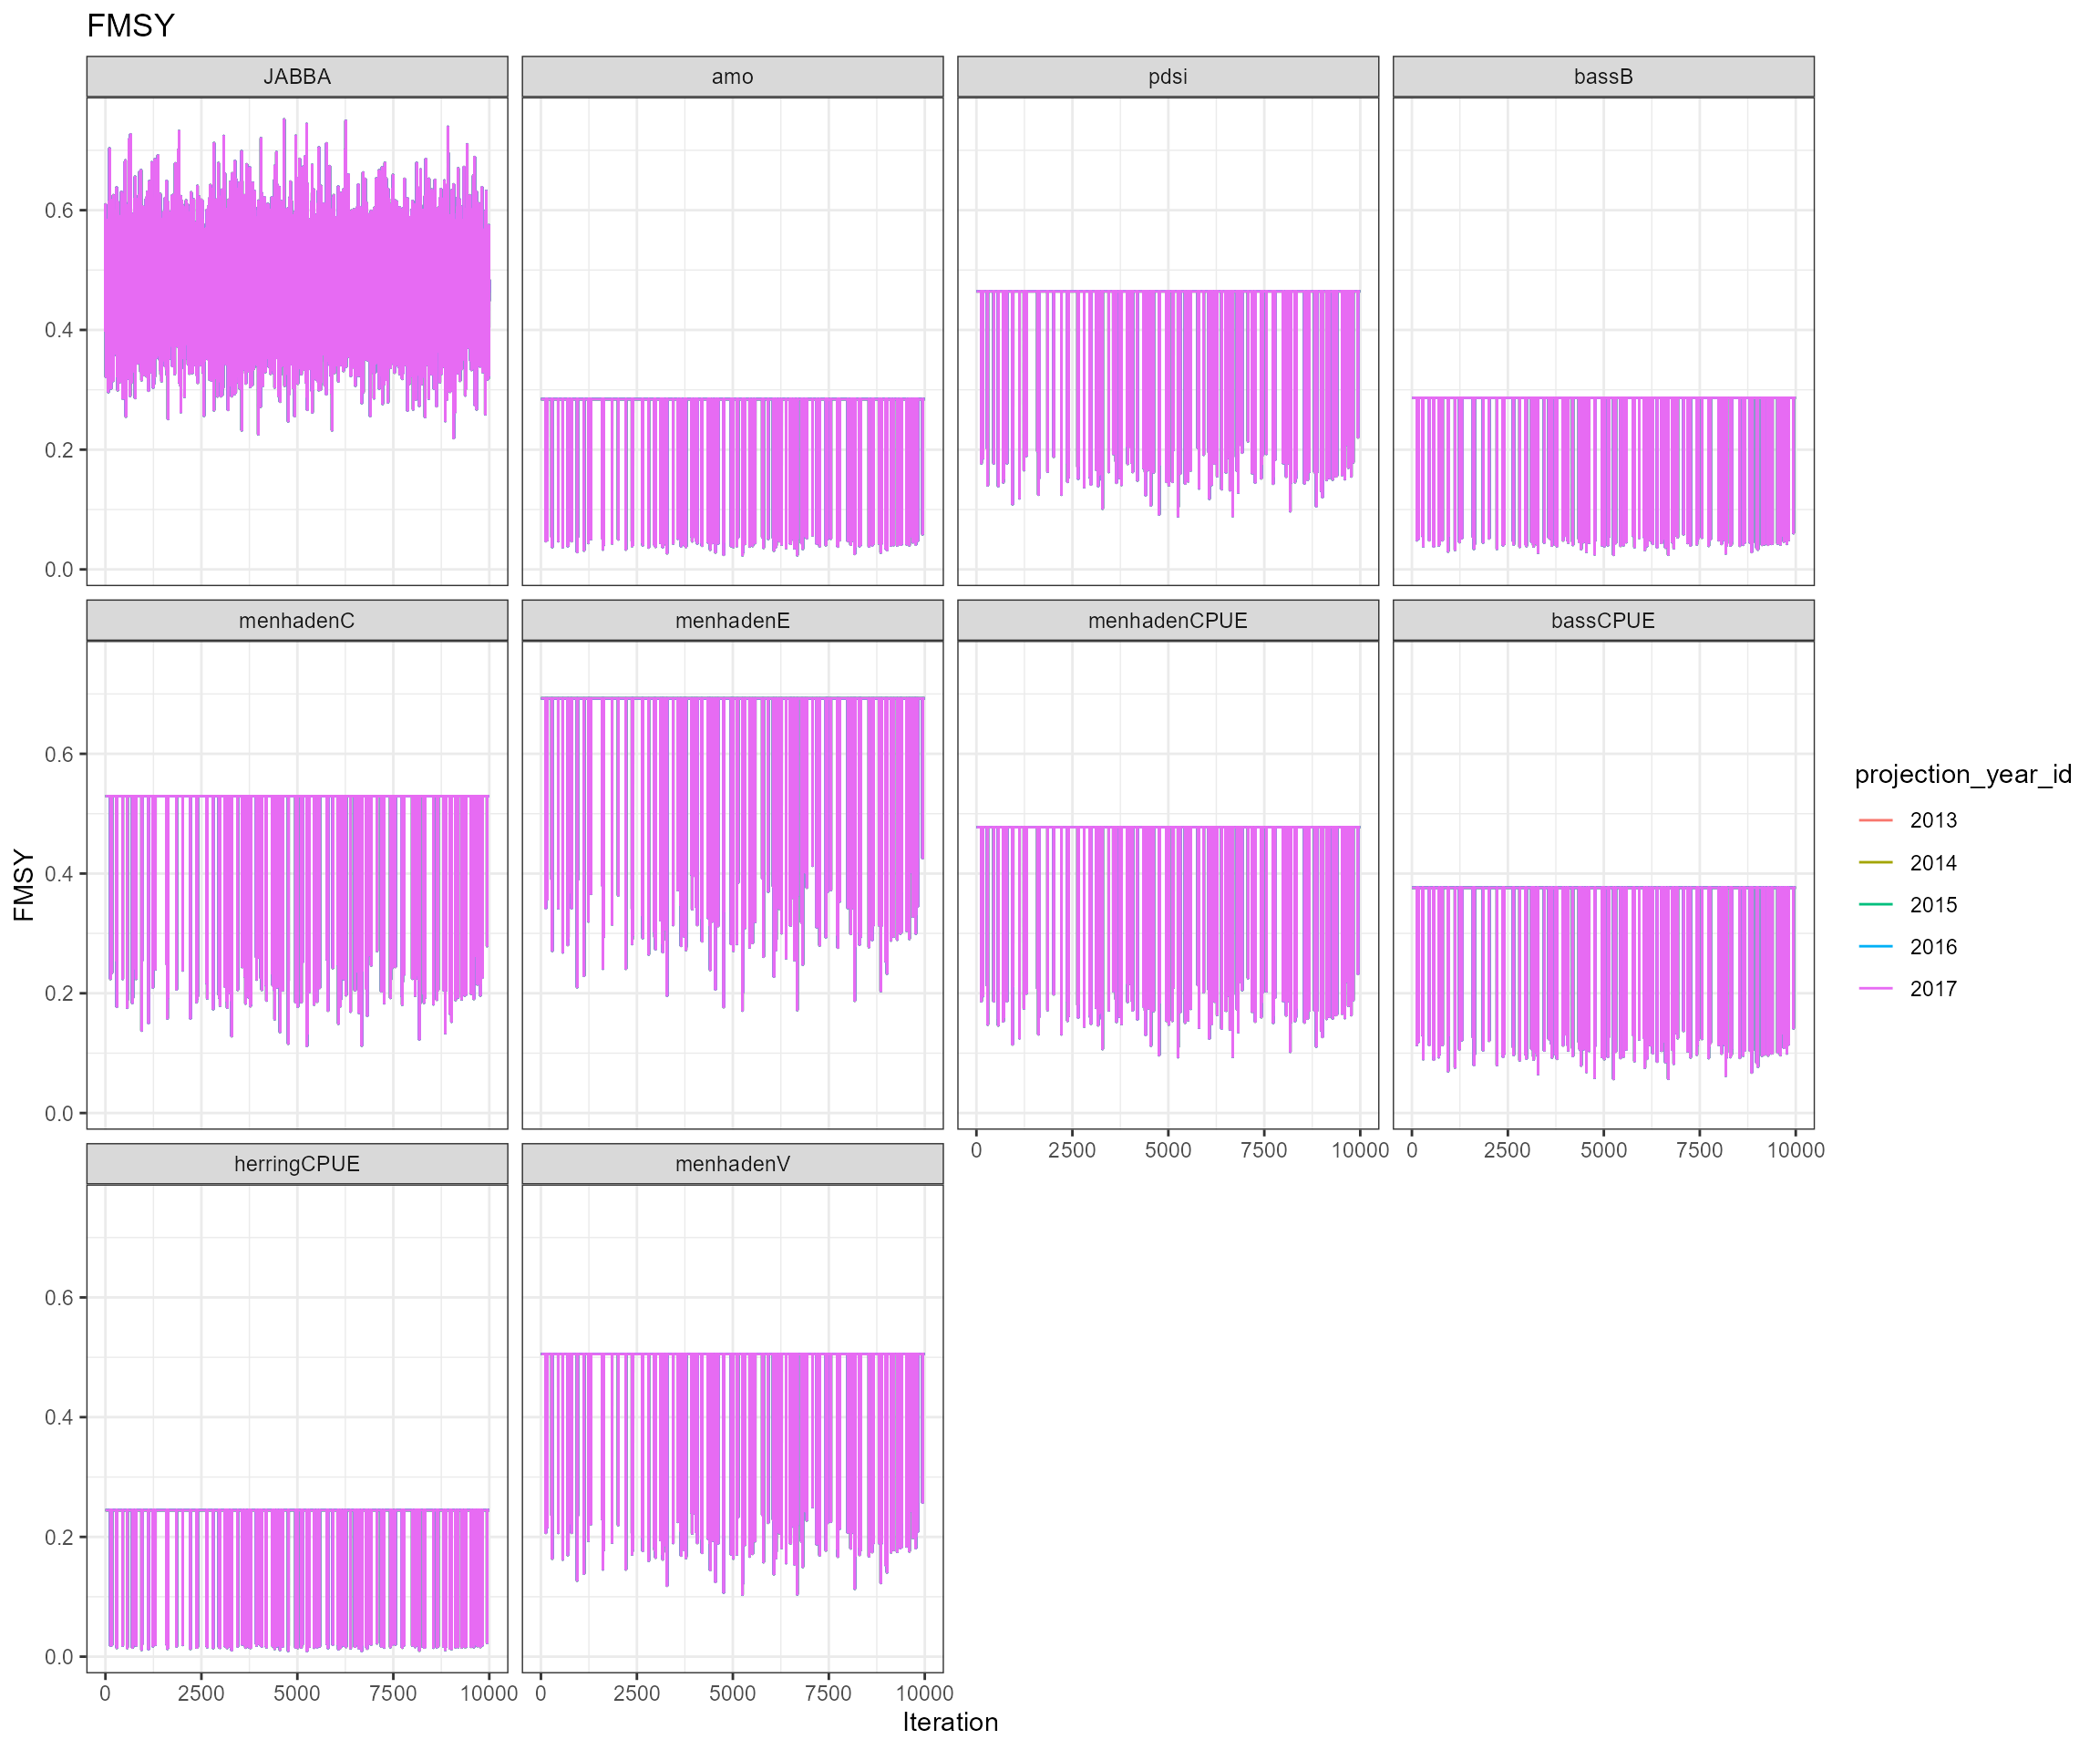 FMSY
JABBA amo pdsi bassB
0.6
0.4
0.2
0.0
menhadenC menhadenE menhadenCPUE bassCPUE
0.6
0.4
0.2
0.0
0 2500 5000 7500 10000 0 2500 5000 7500 10000
herringCPUE menhadenV
0.6
0.4
0.2
0.0
0 2500 5000 7500 10000 0 2500 5000 7500 10000
Iteration
FMSY
projection_year_id
2013
2014
2015
2016
2017